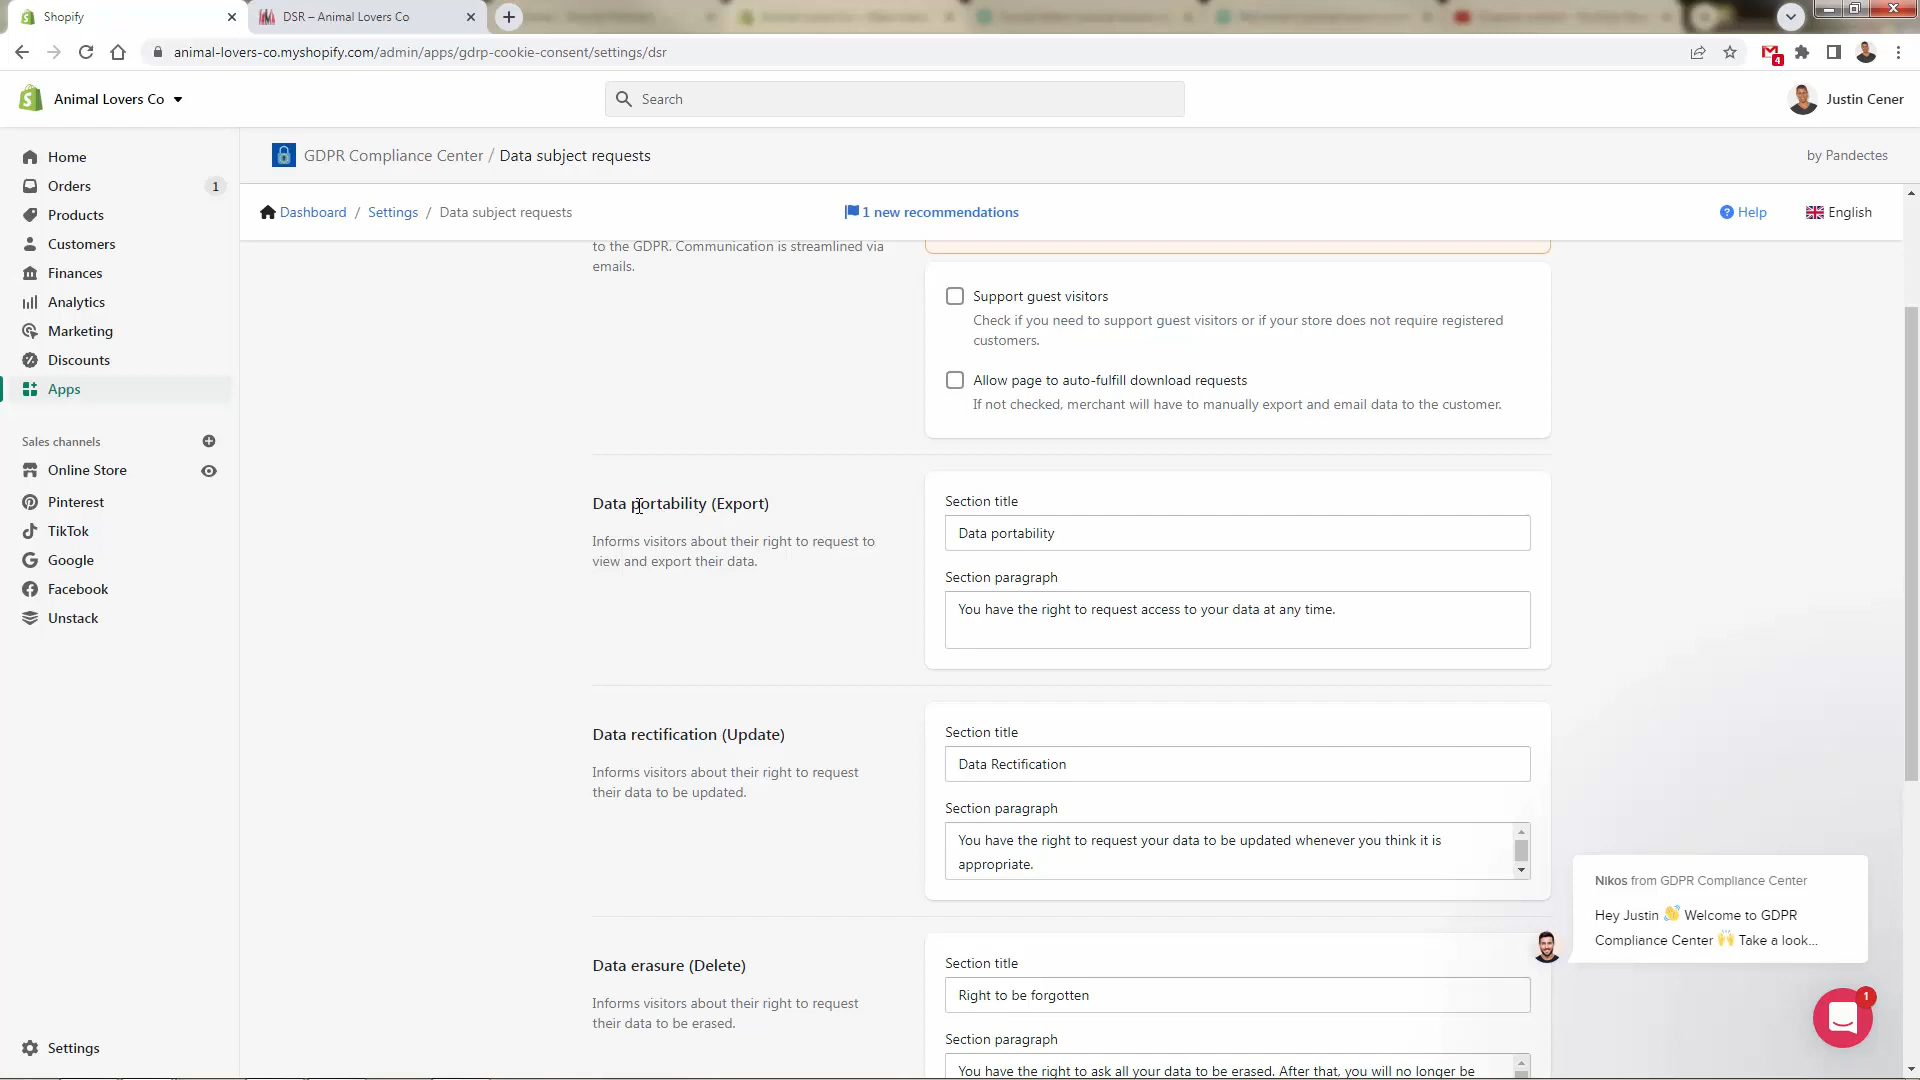 Shopify
DSR – Animal Lovers Co
animal-lovers-co.myshopify.com/admin/apps/gdrp-cookie-consent/settings/dsr
4
Animal Lovers Co
Search
Justin Cener
Home
Orders
1
Products
Customers
Finances
Analytics
Marketing
Discounts
Apps
Sales channels
Online Store
Pinterest
TikTok
Google
Facebook
Unstack
Settings
GDPR Compliance Center / Data subject requests
by Pandectes
Dashboard / Settings / Data subject requests
1 new recommendations
Help
English
to the GDPR. Communication is streamlined via
emails.
Support guest visitors
Check if you need to support guest visitors or if your store does not require registered
customers.
Allow page to auto-fulfill download requests
If not checked, merchant will have to manually export and email data to the customer.
Data portability (Export)
Informs visitors about their right to request to
view and export their data.
Section title
Data portability
Section paragraph
You have the right to request access to your data at any time.
Data rectification (Update)
Informs visitors about their right to request
their data to be updated.
Section title
Data Rectification
Section paragraph
You have the right to request your data to be updated whenever you think it is
appropriate.
Data erasure (Delete)
Informs visitors about their right to request
their data to be erased.
Section title
Right to be forgotten
Section paragraph
You have the right to ask all your data to be erased. After that, you will no longer be
Nikos from GDPR Compliance Center
Hey Justin 👋 Welcome to GDPR
Compliance Center 🙌 Take a look...
1